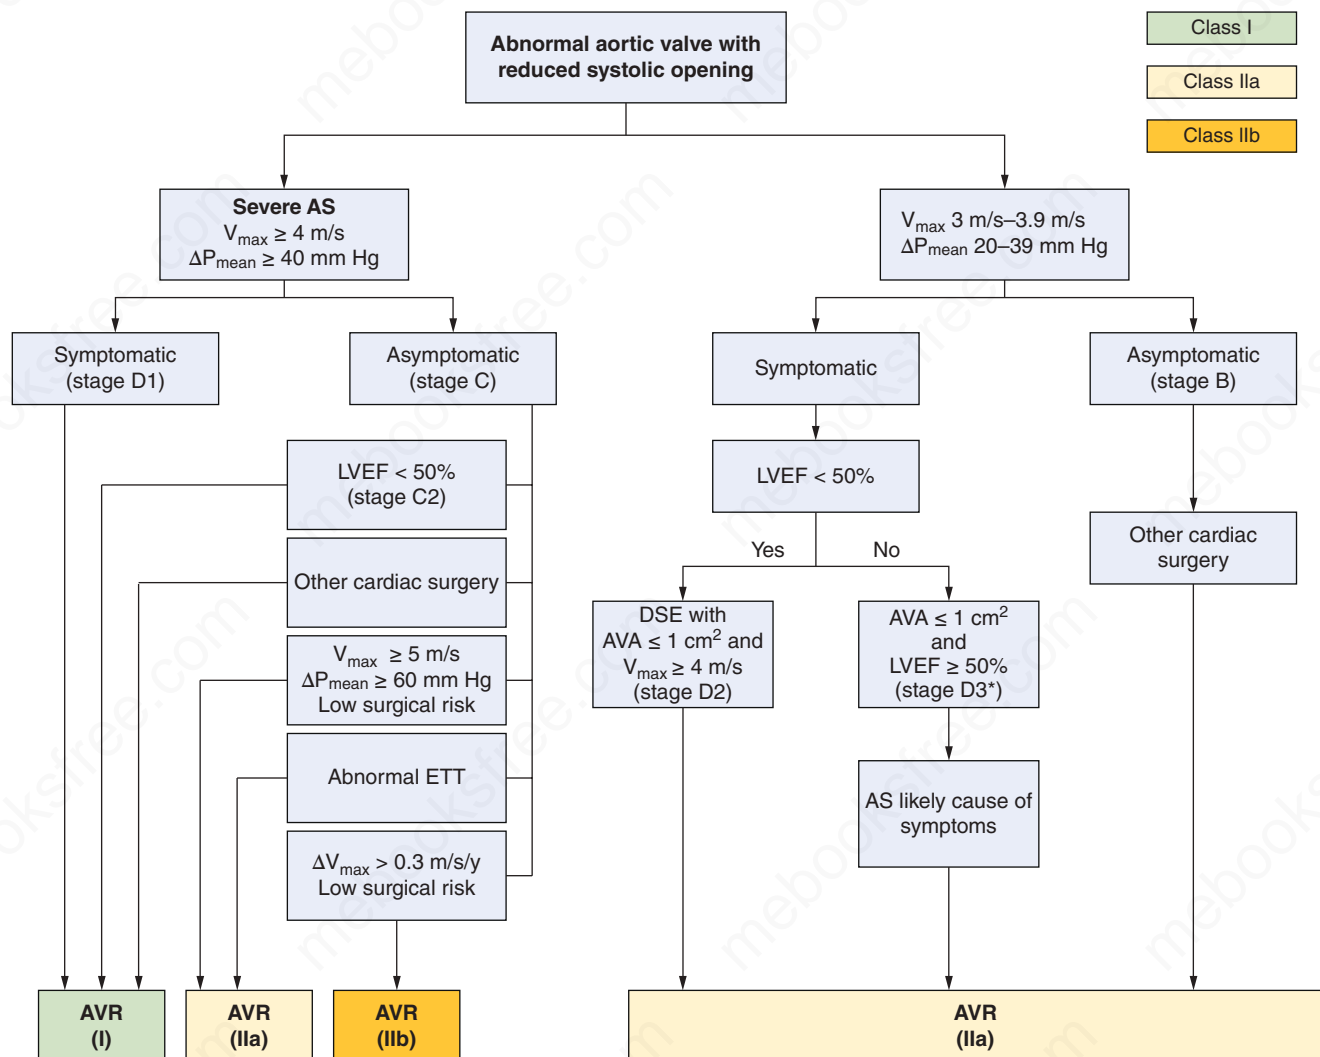 Abnormal aortic valve with
reduced systolic opening
Class I
Class IIa
Class IIb
Severe AS
Vmax ≥ 4 m/s
ΔPmean ≥ 40 mm Hg
Vmax 3 m/s–3.9 m/s
ΔPmean 20–39 mm Hg
Symptomatic
(stage D1)
Asymptomatic
(stage C)
Symptomatic
Asymptomatic
(stage B)
LVEF < 50%
(stage C2)
Other cardiac surgery
Vmax ≥ 5 m/s
ΔPmean ≥ 60 mm Hg
Low surgical risk
Abnormal ETT
ΔVmax > 0.3 m/s/y
Low surgical risk
LVEF < 50%
Yes
No
DSE with
AVA ≤ 1 cm² and
Vmax ≥ 4 m/s
(stage D2)
AVA ≤ 1 cm²
and
LVEF ≥ 50%
(stage D3*)
AS likely cause of
symptoms
Other cardiac
surgery
AVR
(I)
AVR
(IIa)
AVR
(IIb)
AVR
(IIa)
mebooksfree.com